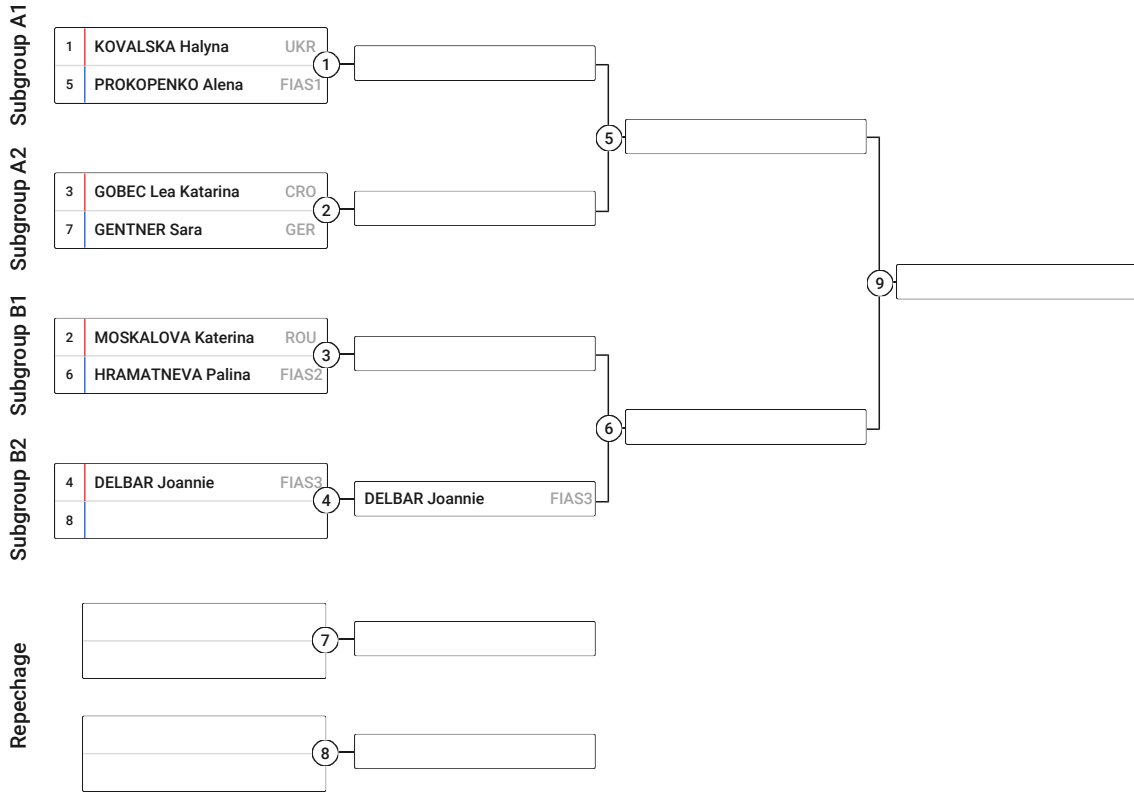 Subgroup A1
1 KOVALSKA Halyna UKR
5 PROKOPENKO Alena FIAS1
1
5
Subgroup A2
3 GOBEC Lea Katarina CRO
7 GENTNER Sara GER
2
9
Subgroup B1
2 MOSKALOVA Katerina ROU
6 HRAMATNEVA Palina FIAS2
3
6
Subgroup B2
4 DELBAR Joannie FIAS3
8
4
DELBAR Joannie FIAS3
Repechage
7
8